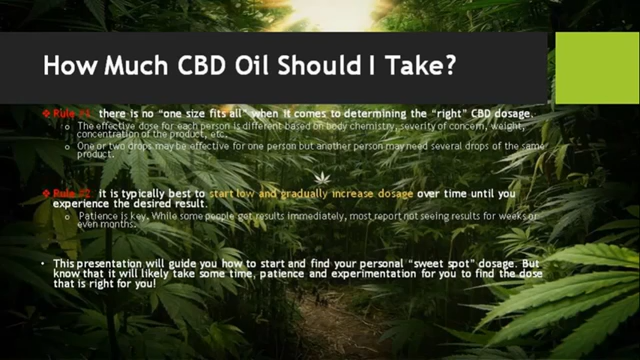 How Much CBD Oil Should I Take?
❖ Rule #1 there is no “one size fits all” when it comes to determining the “right” CBD dosage.
o The effective dose for each person is different based on body chemistry, severity of concern, weight,
concentration of the product, etc.
o One or two drops may be effective for one person but another person may need several drops of the same
product.
❖ Rule #2 it is typically best to start low and gradually increase dosage over time until you
experience the desired result.
o Patience is key. While some people get results immediately, most report not seeing results for weeks or
even months.
• This presentation will guide you how to start and find your personal “sweet spot” dosage. But
know that it will likely take some time, patience and experimentation for you to find the dose
that is right for you!